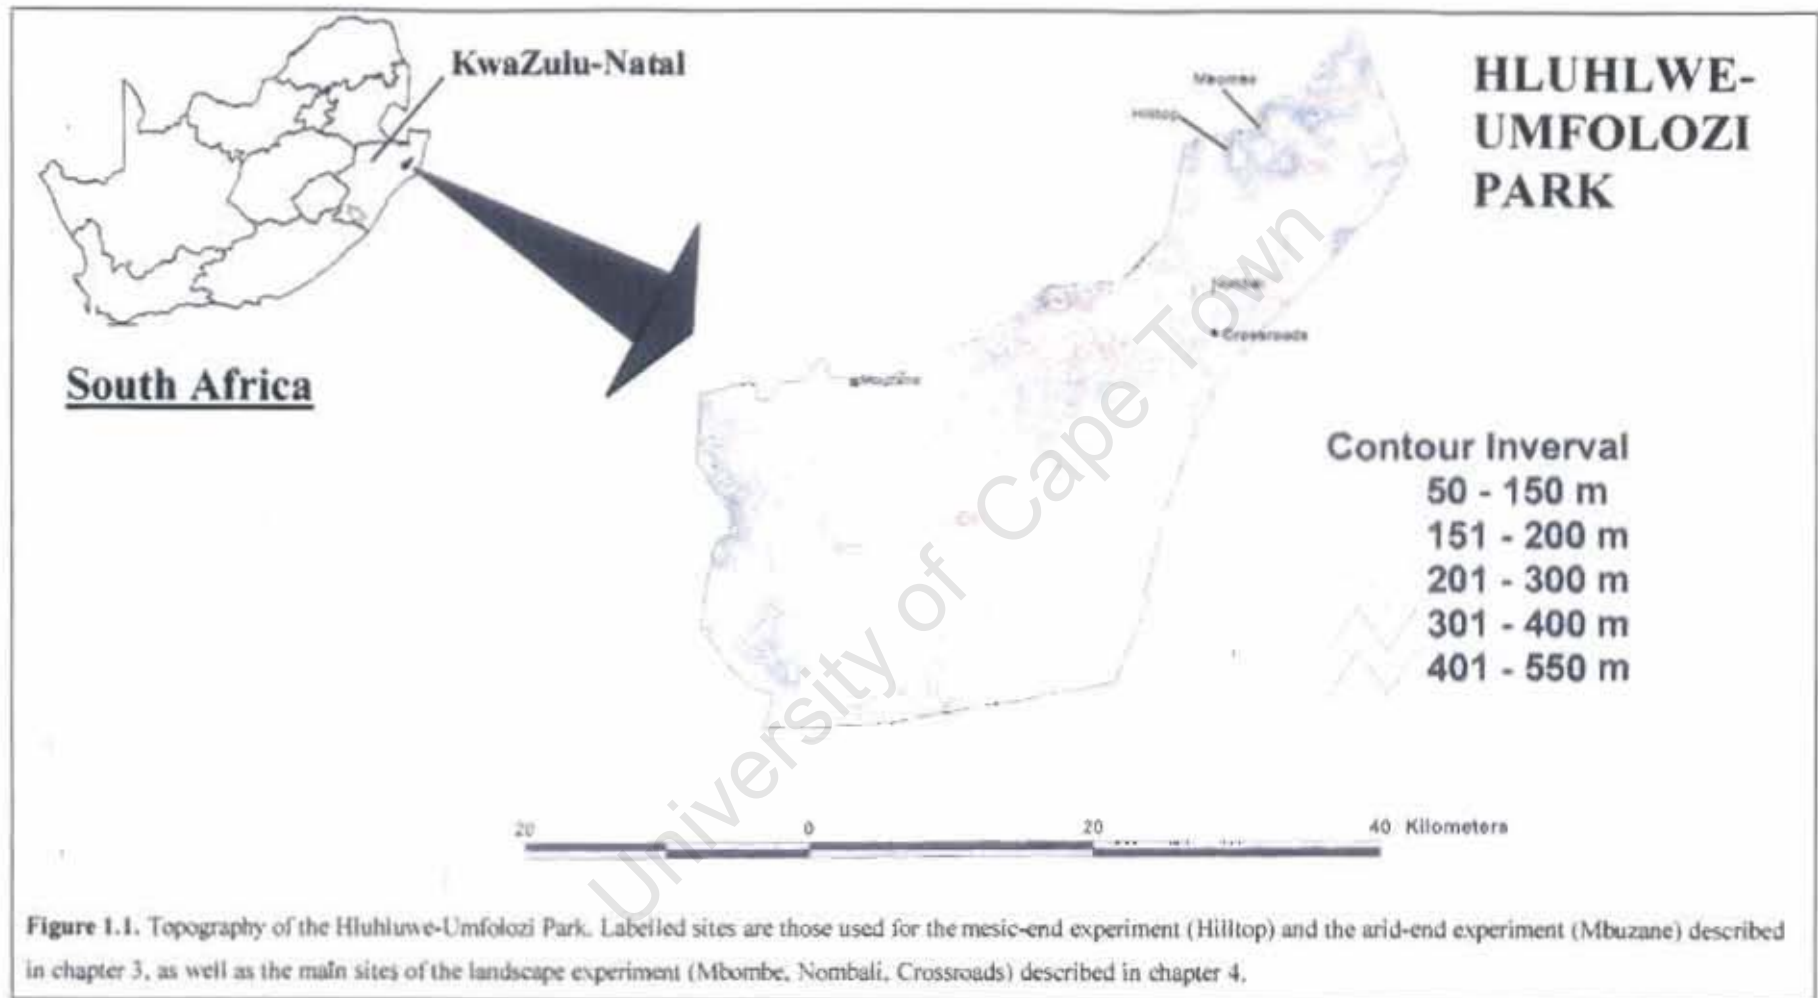 KwaZulu-Natal
South Africa
HLUHLWE-
UMFOLOZI
PARK
Mbombe
Hilltop
Nombali
Crossroads
Mbuzane
Contour Inverval
50 - 150 m
151 - 200 m
201 - 300 m
301 - 400 m
401 - 550 m
20 0 20 40 Kilometers
University of Cape Town
Figure 1.1. Topography of the Hluhluwe-Umfolozi Park. Labelled sites are those used for the mesic-end experiment (Hilltop) and the arid-end experiment (Mbuzane) described
in chapter 3, as well as the main sites of the landscape experiment (Mbombe, Nombali, Crossroads) described in chapter 4.